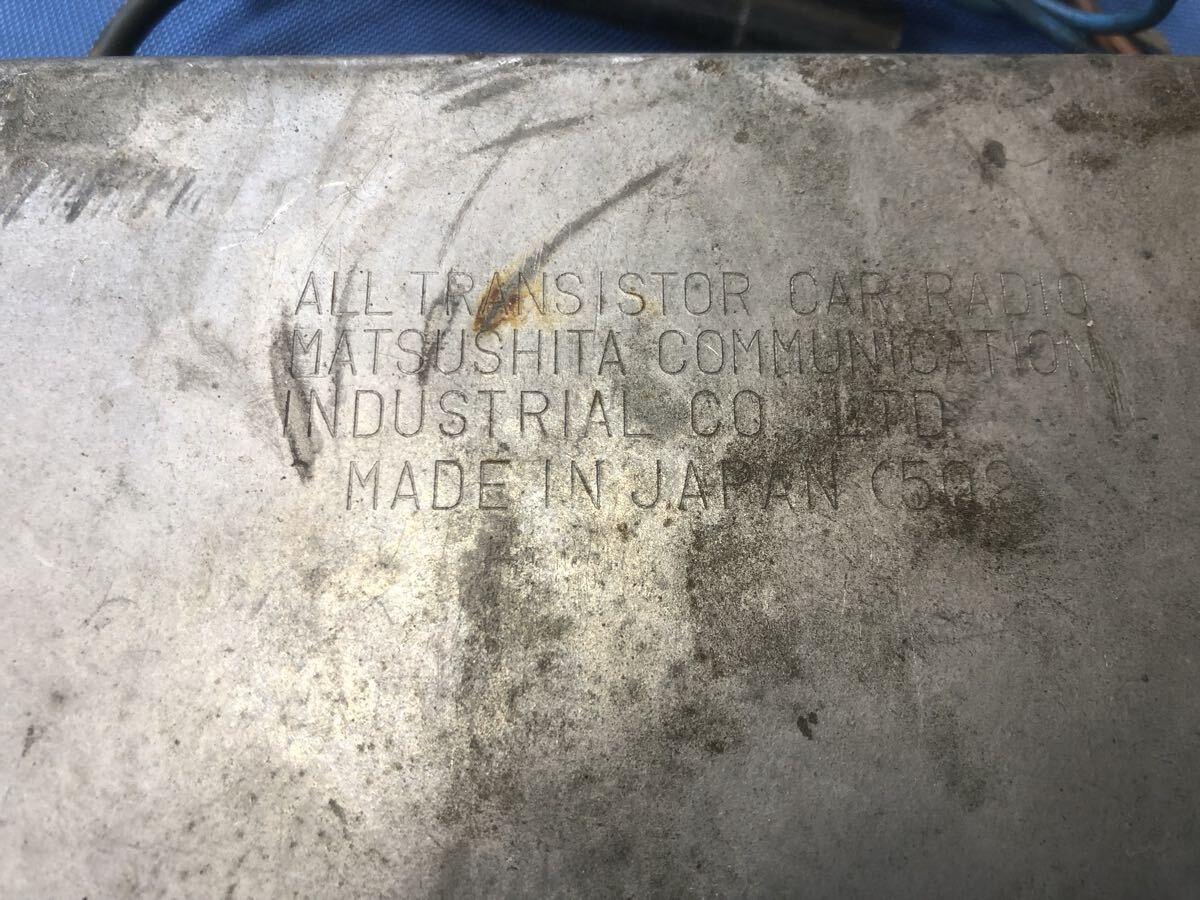 ALL TRANSISTOR CAR RADIO
MATSUSHITA COMMUNICATION
INDUSTRIAL CO LTD.
MADE IN JAPAN